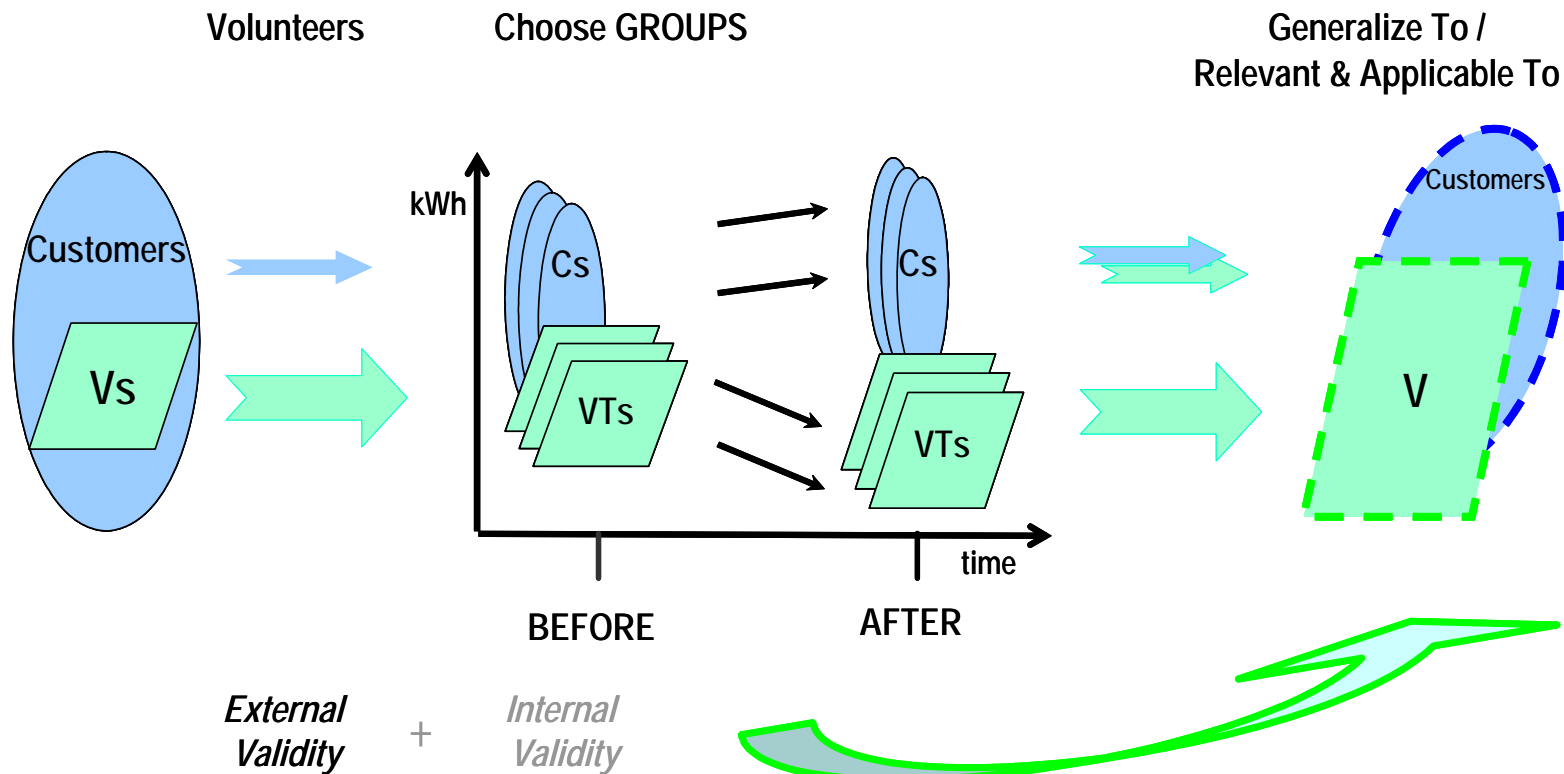 Volunteers
Choose GROUPS
Generalize To /
Relevant & Applicable To
Customers
Vs
kWh
Cs
VTs
Cs
VTs
time
BEFORE
AFTER
Customers
V
External
Validity
+
Internal
Validity